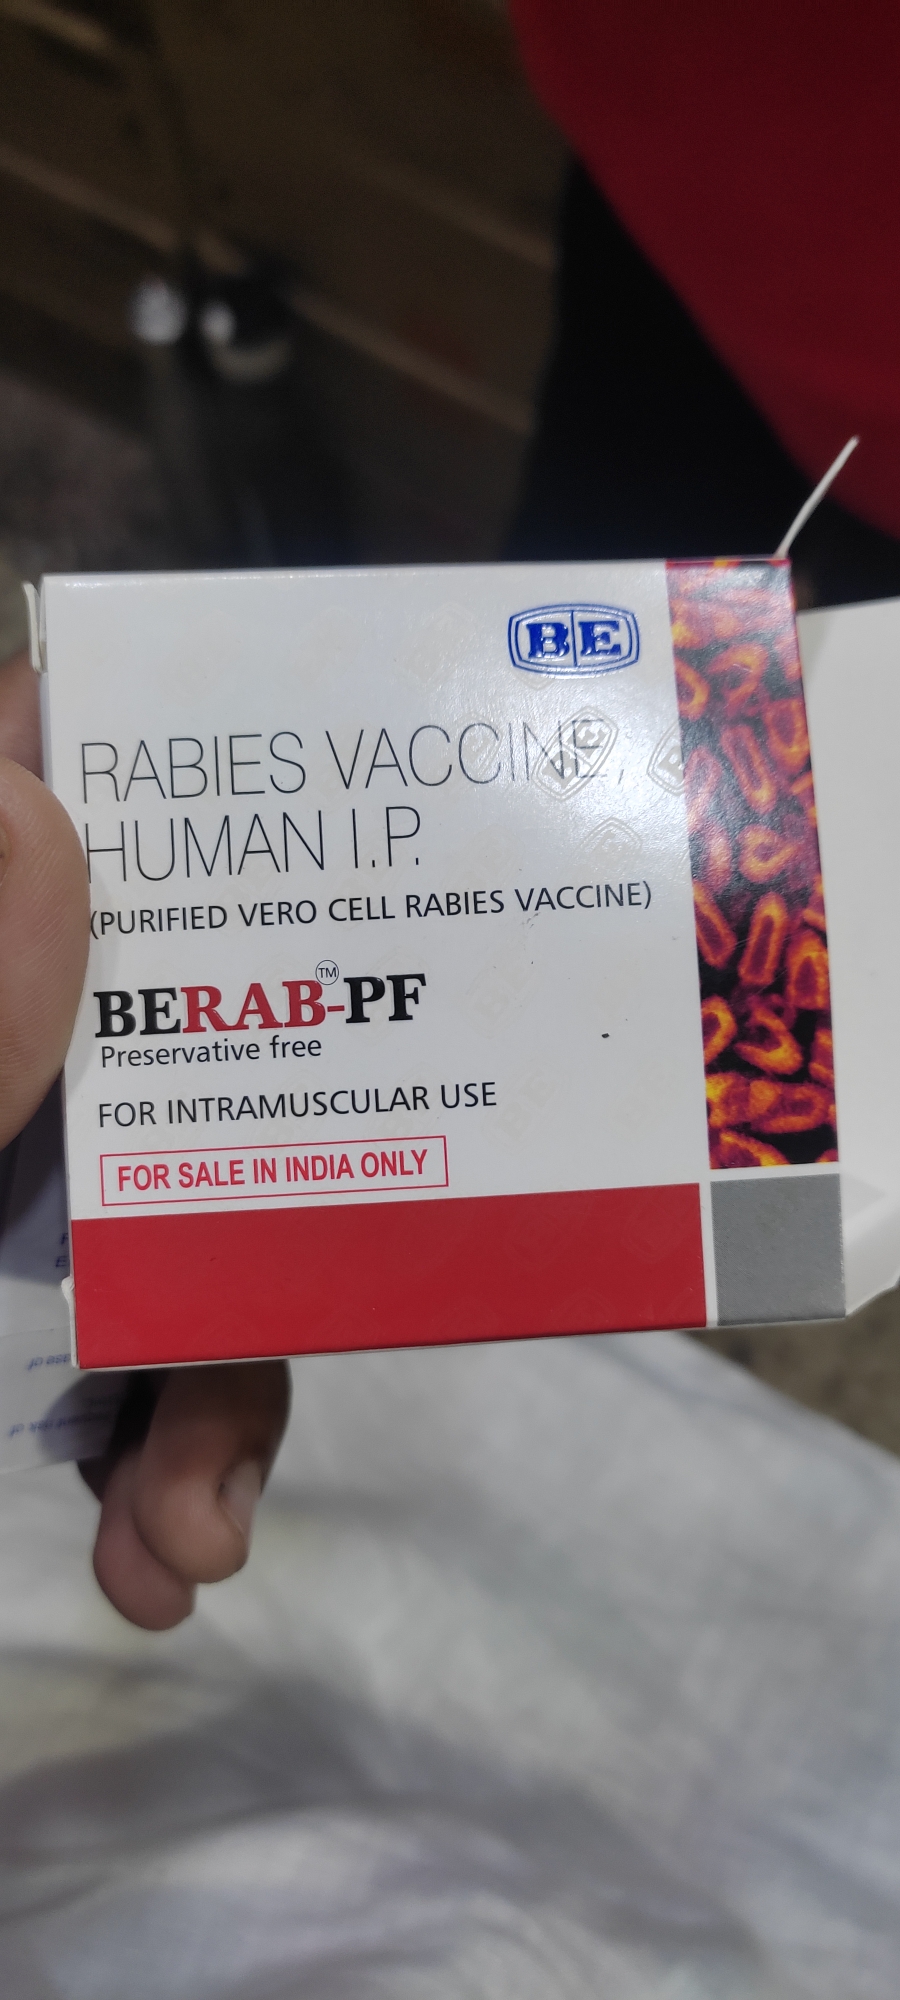 BE
RABIES VACCINE,
HUMAN I.P.
(PURIFIED VERO CELL RABIES VACCINE)
BERAB-PF
TM
Preservative free
FOR INTRAMUSCULAR USE
FOR SALE IN INDIA ONLY